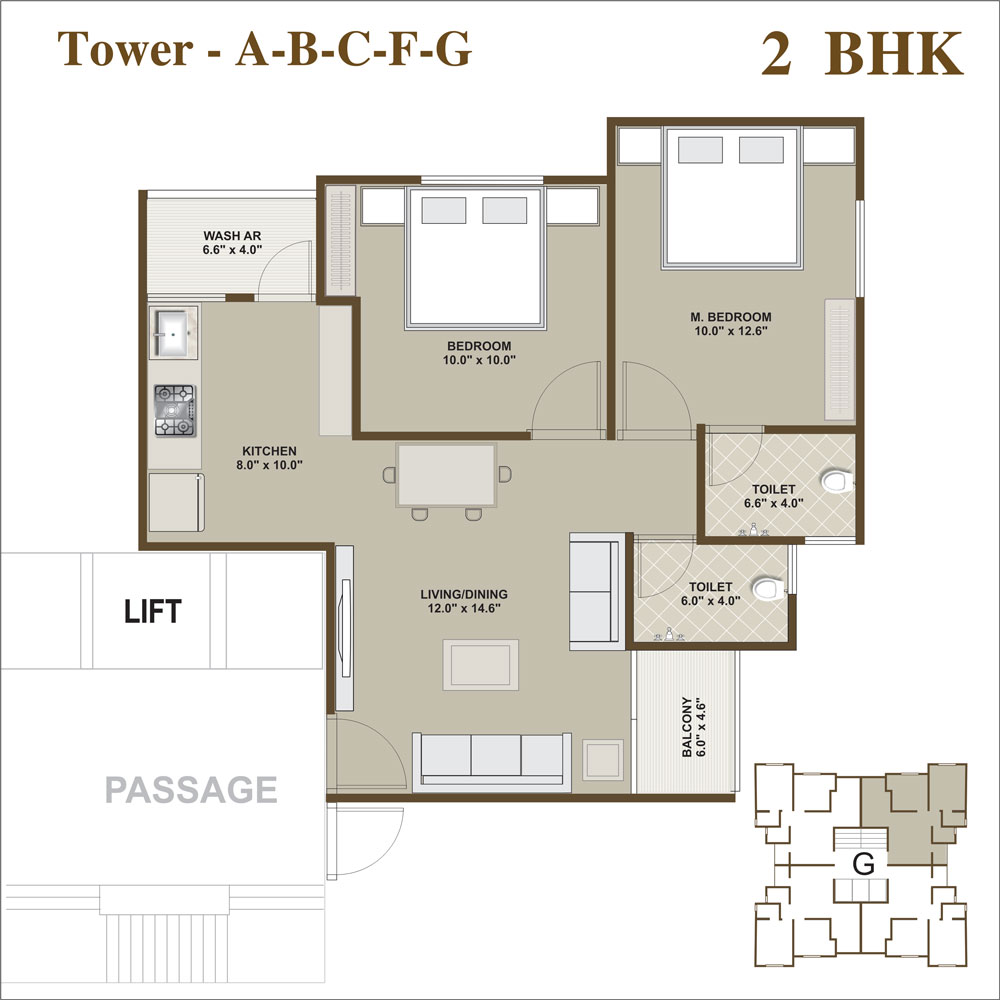 Tower - A-B-C-F-G
2 BHK
WASH AR
6.6" x 4.0"
BEDROOM
10.0" x 10.0"
M. BEDROOM
10.0" x 12.6"
KITCHEN
8.0" x 10.0"
TOILET
6.6" x 4.0"
LIFT
LIVING/DINING
12.0" x 14.6"
TOILET
6.0" x 4.0"
BALCONY
6.0" x 4.6"
PASSAGE
G